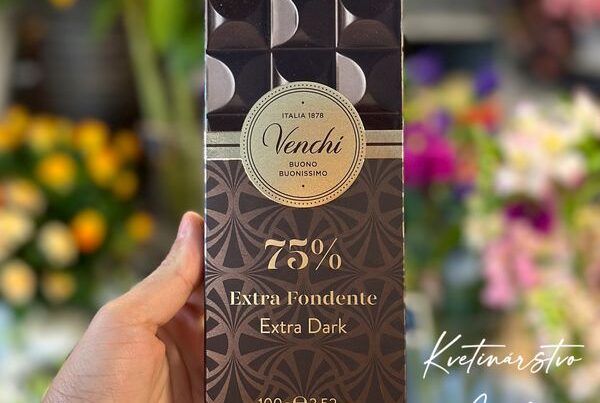 ITALIA 1878
Venchi
BUONO
BUONISSIMO
75%
Extra Fondente
Extra Dark
Kvetinárstvo